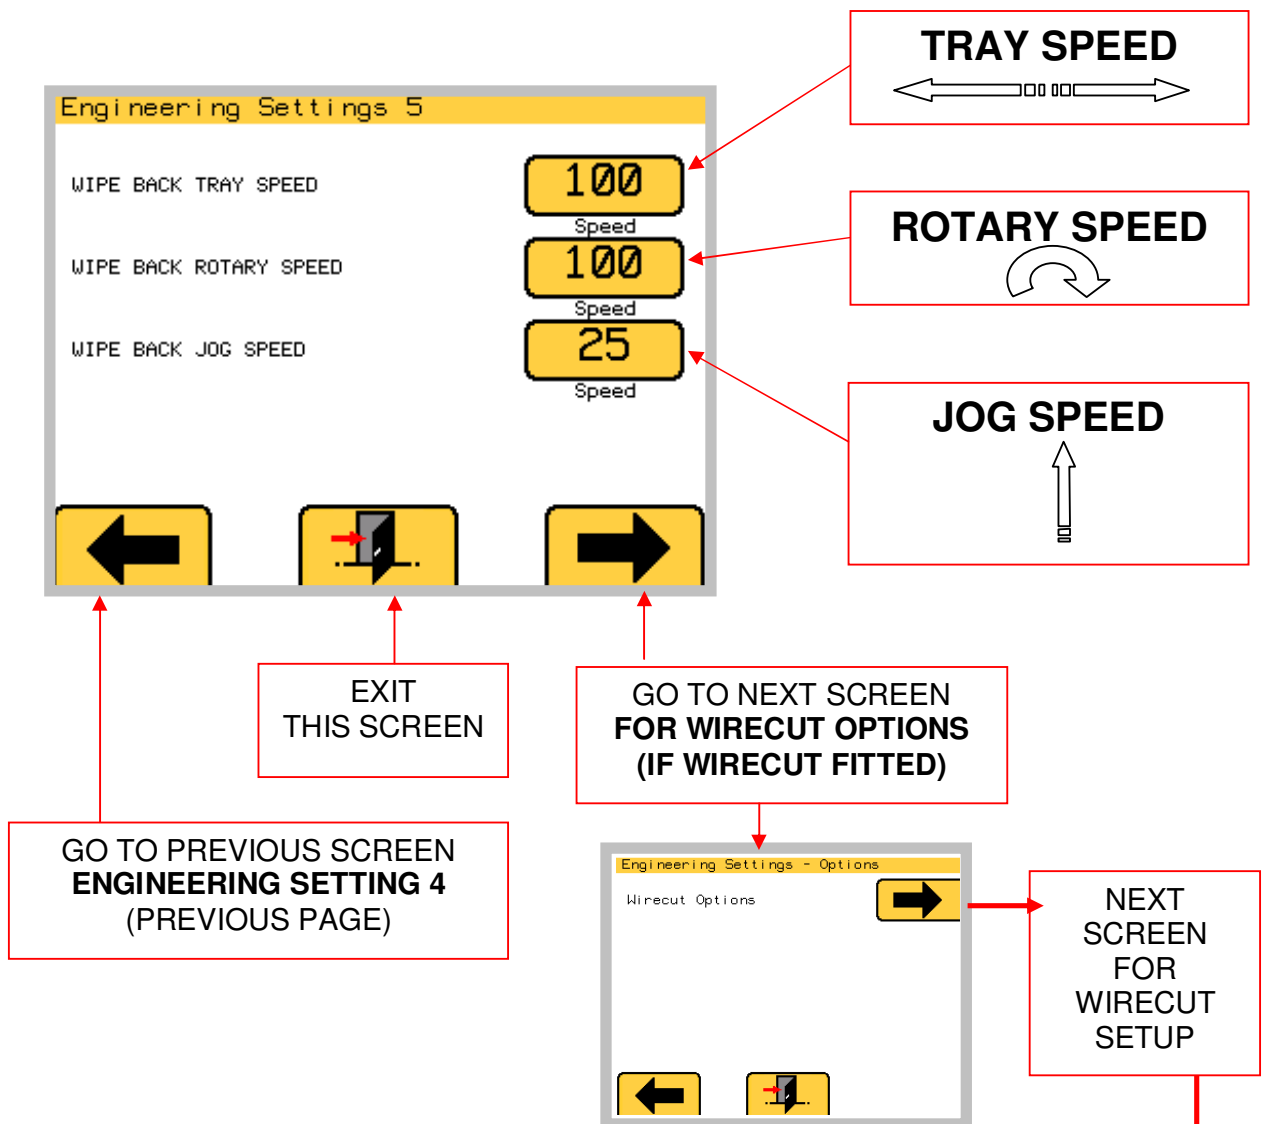 TRAY SPEED
Engineering Settings 5
WIPE BACK TRAY SPEED
100
Speed
ROTARY SPEED
WIPE BACK ROTARY SPEED
100
Speed
WIPE BACK JOG SPEED
25
Speed
JOG SPEED
EXIT
THIS SCREEN
GO TO NEXT SCREEN
FOR WIRECUT OPTIONS
(IF WIRECUT FITTED)
GO TO PREVIOUS SCREEN
ENGINEERING SETTING 4
(PREVIOUS PAGE)
Engineering Settings - Options
Wirecut Options
NEXT
SCREEN
FOR
WIRECUT
SETUP